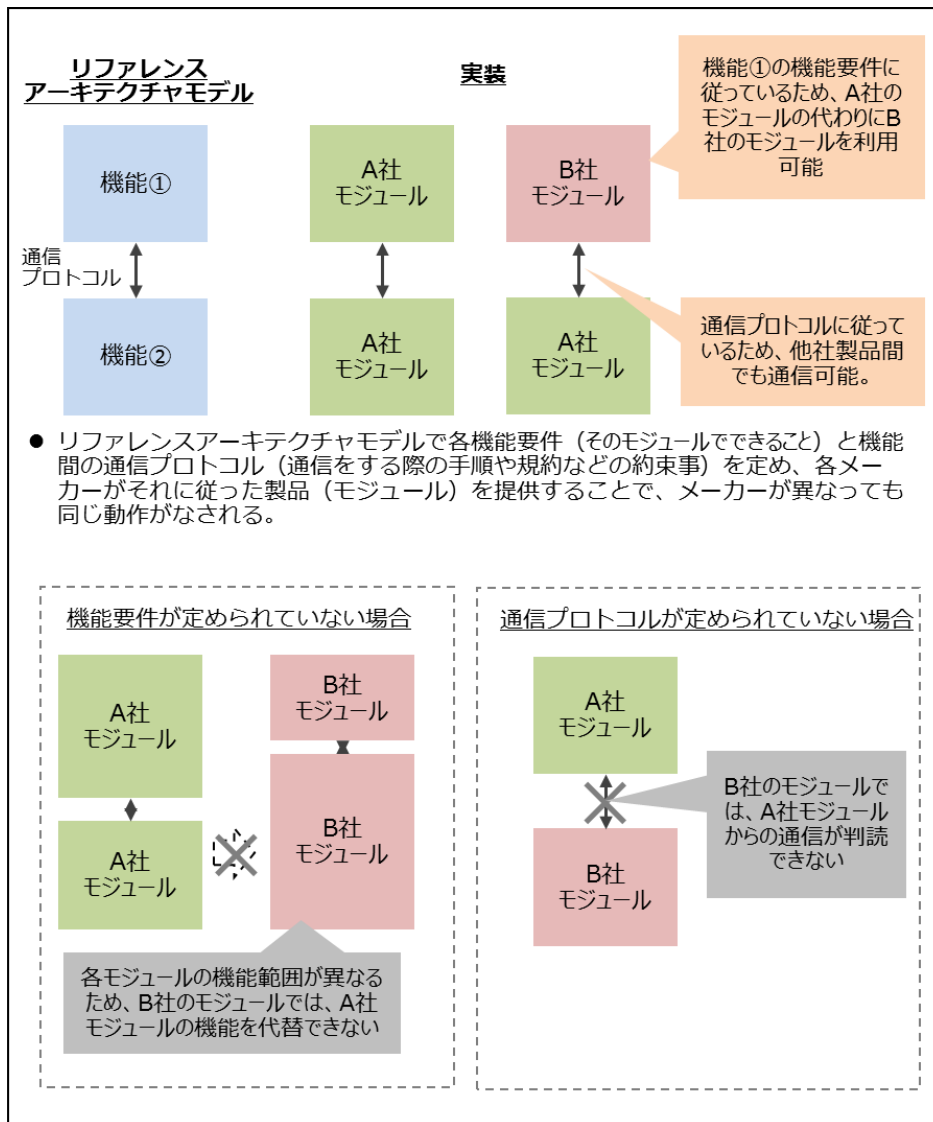 リファレンス
アーキテクチャモデル
実装
機能①の機能要件に
従っているため、A社の
モジュールの代わりにB
社のモジュールを利用
可能
機能①
A社
モジュール
B社
モジュール
通信
プロトコル
機能②
A社
モジュール
A社
モジュール
通信プロトコルに従って
いるため、他社製品間
でも通信可能。
● リファレンスアーキテクチャモデルで各機能要件（そのモジュールでできること）と機能
間の通信プロトコル（通信をする際の手順や規約などの約束事）を定め、各メー
カーがそれに従った製品（モジュール）を提供することで、メーカーが異なっても
同じ動作がなされる。
機能要件が定められていない場合
A社
モジュール
B社
モジュール
A社
モジュール
B社
モジュール
各モジュールの機能範囲が異なる
ため、B社のモジュールでは、A社
モジュールの機能を代替できない
通信プロトコルが定められていない場合
A社
モジュール
B社のモジュールで
は、A社モジュール
からの通信が判読
できない
B社
モジュール